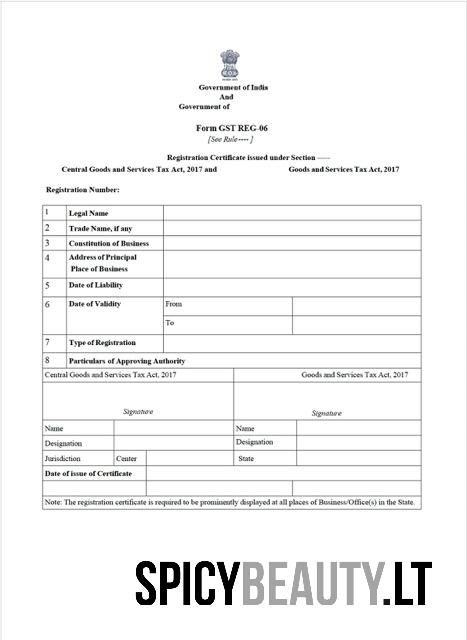 Government of India
And
Government of
Form GST REG-06
[See Rule---- ]
Registration Certificate issued under Section -----
Central Goods and Services Tax Act, 2017 and Goods and Services Tax Act, 2017
Registration Number:
1 Legal Name
2 Trade Name, if any
3 Constitution of Business
4 Address of Principal
Place of Business
5 Date of Liability
6 Date of Validity From
To
7 Type of Registration
8 Particulars of Approving Authority
Central Goods and Services Tax Act, 2017 Goods and Services Tax Act, 2017
Signature Signature
Name Name
Designation Designation
Jurisdiction Center State
Date of issue of Certificate
Note: The registration certificate is required to be prominently displayed at all places of Business/Office(s) in the State.
SPICYBEAUTY.LT